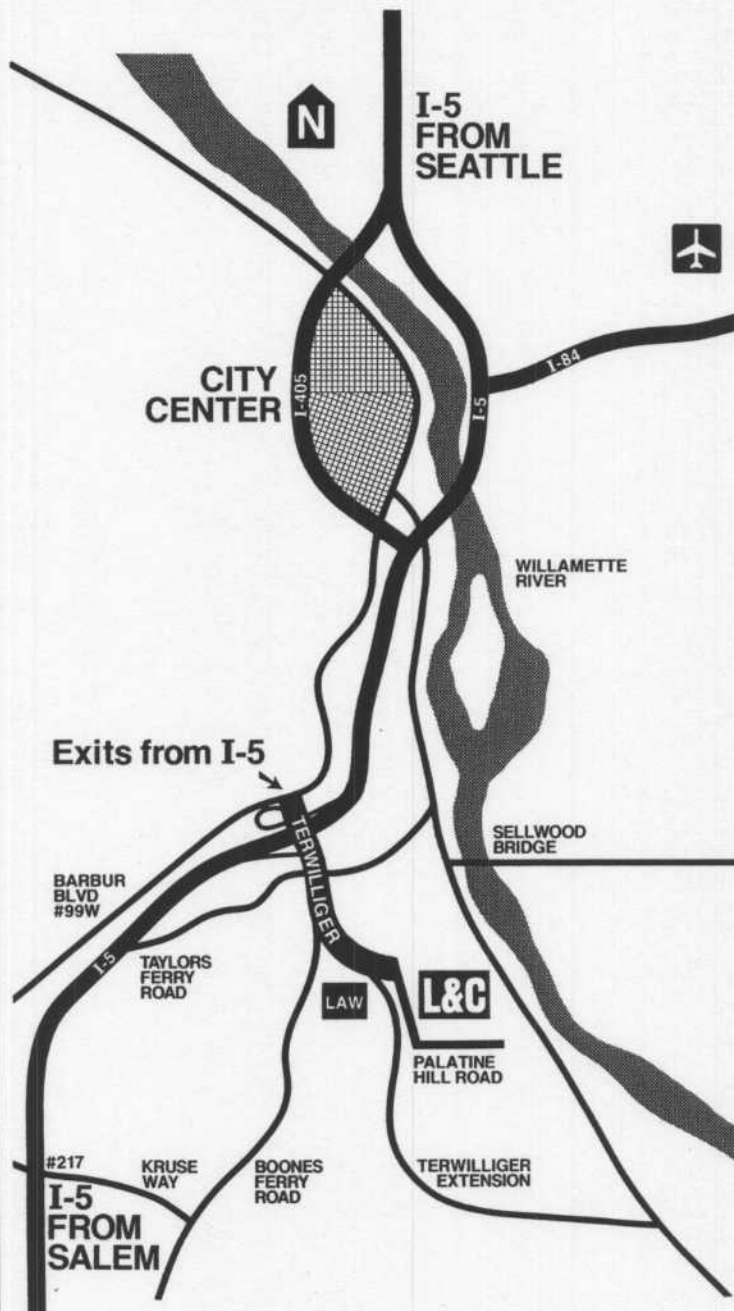 N
I-5
FROM
SEATTLE
I-84
CITY
CENTER
I-405
I-5
WILLAMETTE
RIVER
Exits from I-5
TERWILLIGER
SELLWOOD
BRIDGE
BARBUR
BLVD
#99W
I-5
TAYLORS
FERRY
ROAD
LAW
L&C
PALATINE
HILL ROAD
#217
KRUSE
WAY
BOONES
FERRY
ROAD
TERWILLIGER
EXTENSION
I-5
FROM
SALEM